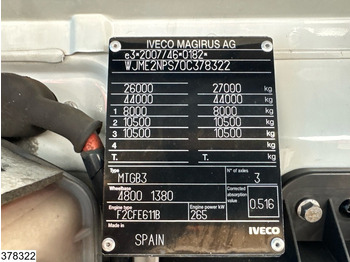 IVECO MAGIRUS AG
e3*2007/46*0182*
WJME2NPS70C378322
26000 27000 kg
44000 44000 kg
1 8000 8000 kg
2 10500 10500 kg
3 10500 10500 kg
4 kg
T. T. kg
Type N° of axles
MTGB3 3
Wheelbase Corrected absorption value
4800 1380 0.516
Engine type Engine power kW
F2CFE611B 265
Made in IVECO
SPAIN
378322